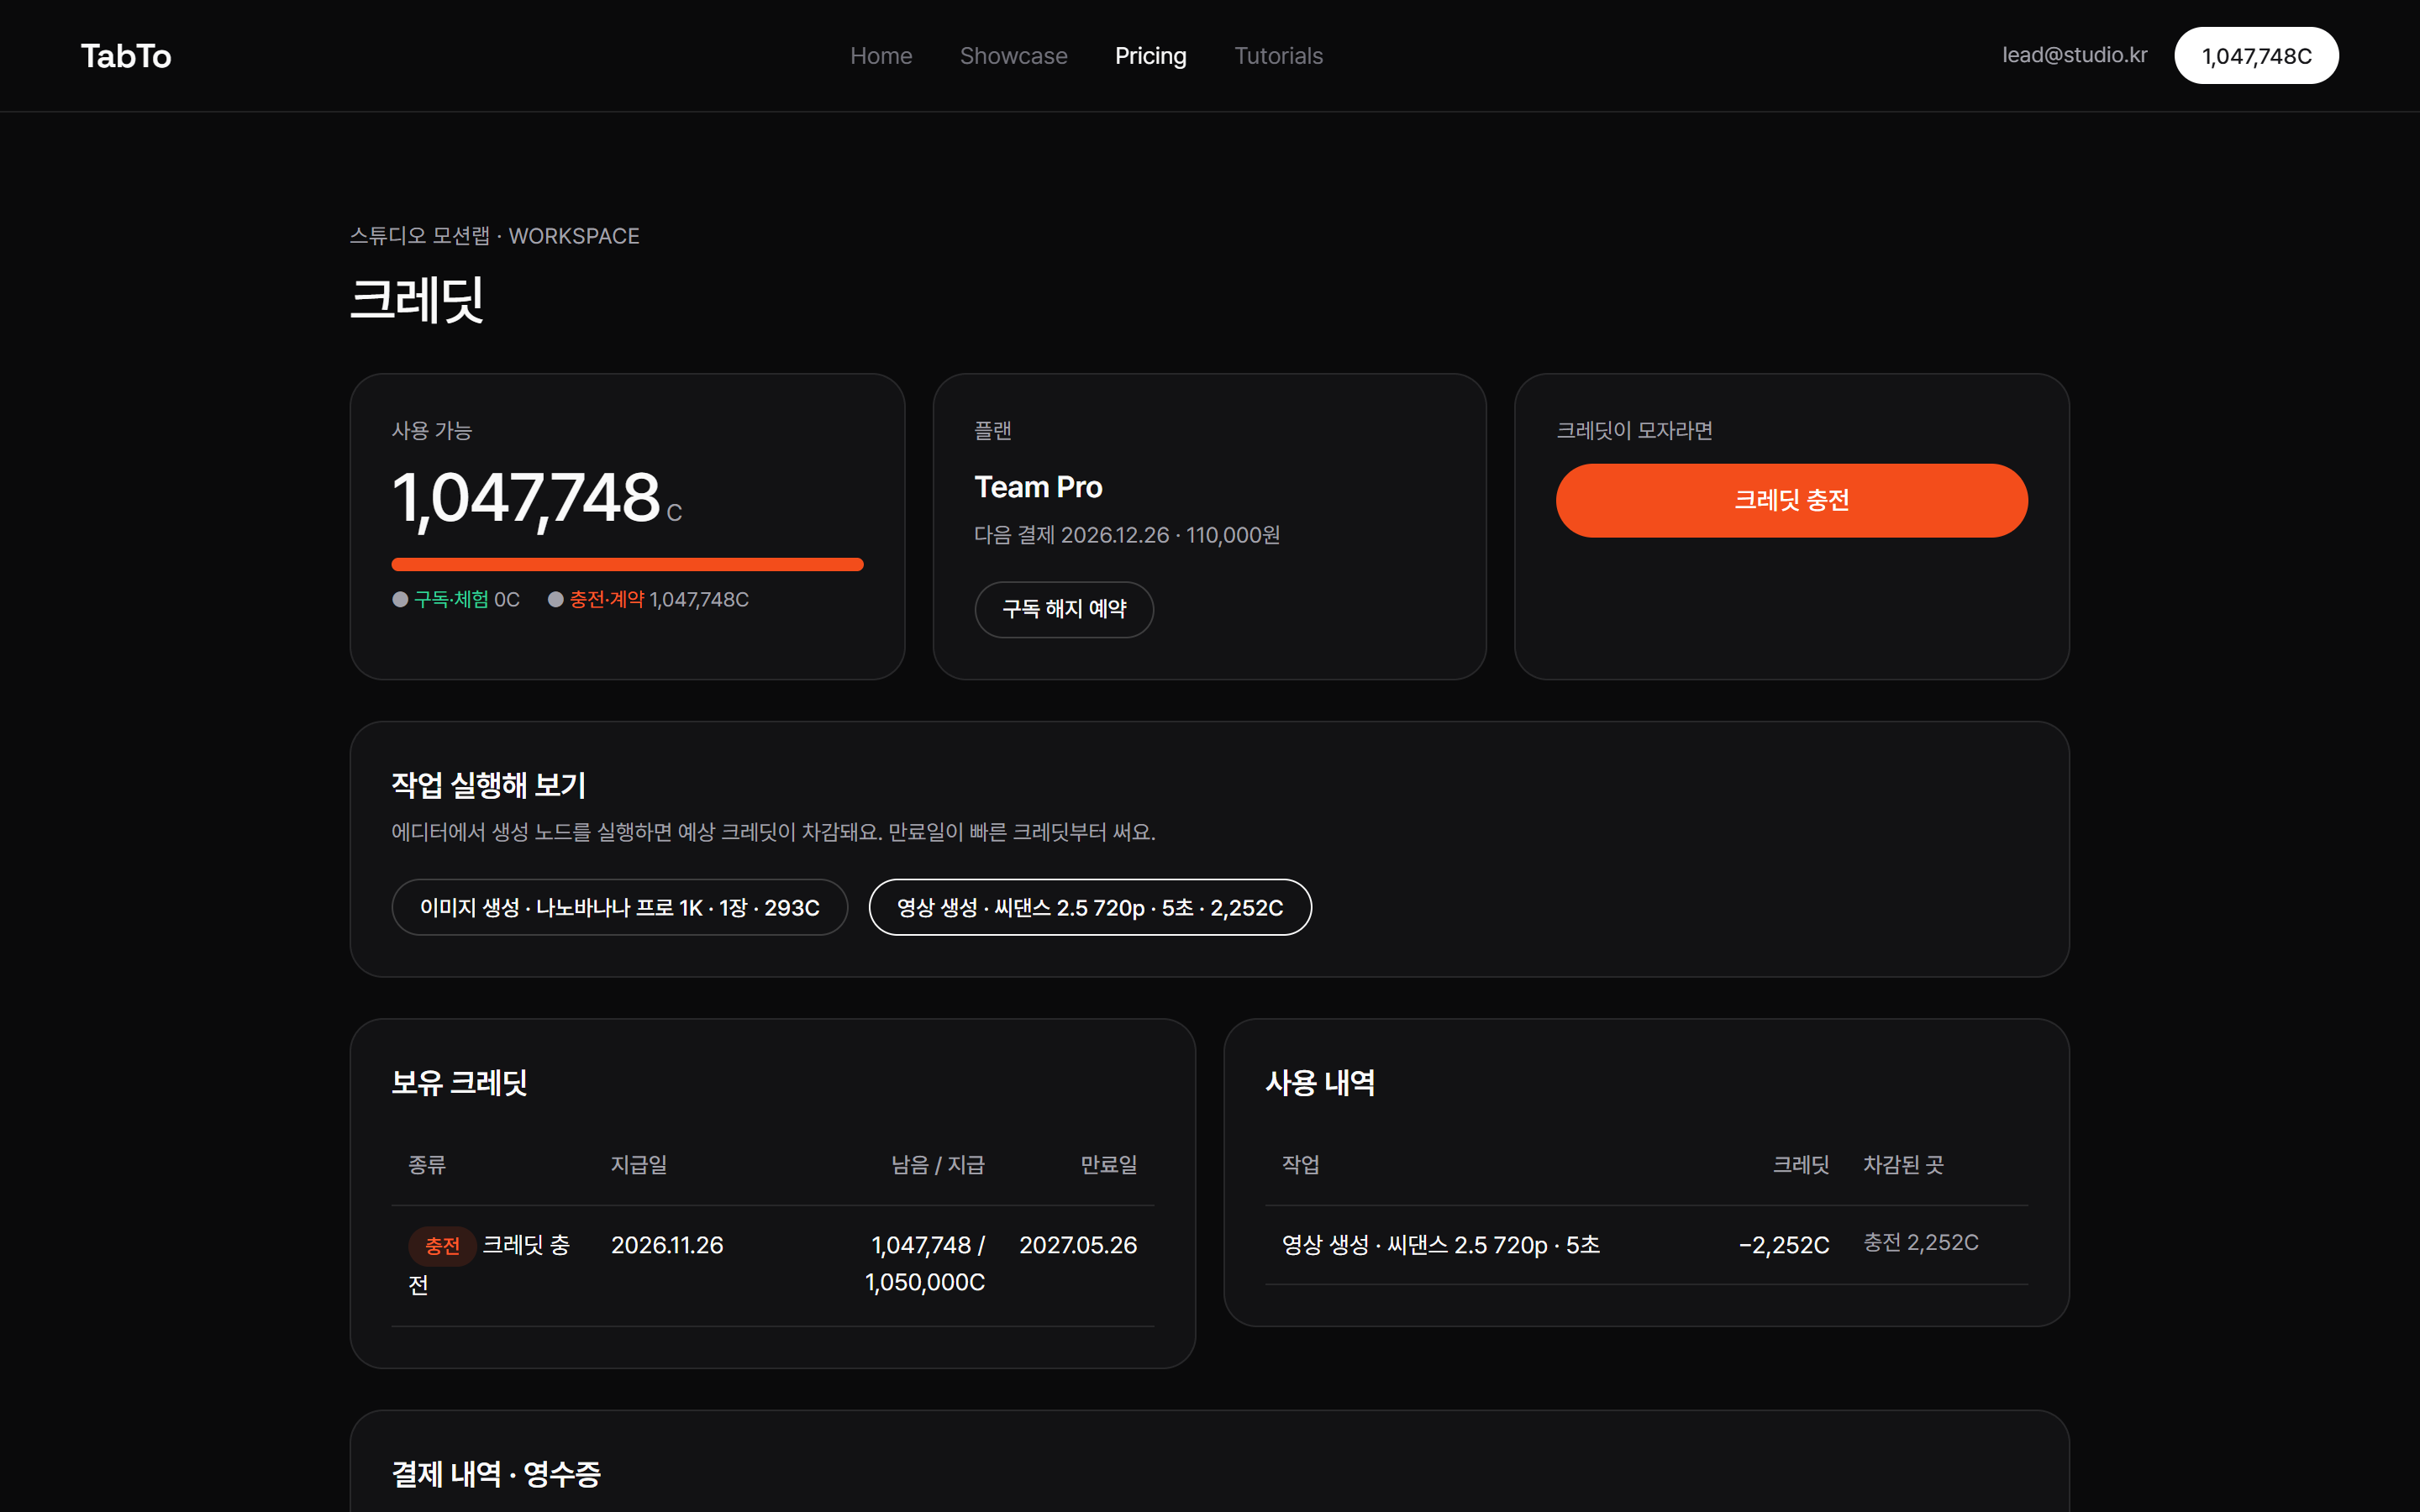 TabTo
Home Showcase Pricing Tutorials
lead@studio.kr 1,047,748C
스튜디오 모션랩 · WORKSPACE
크레딧
사용 가능
1,047,748 C
구독·체험 0C 충전·계약 1,047,748C
플랜
Team Pro
다음 결제 2026.12.26 · 110,000원
구독 해지 예약
크레딧이 모자라면
크레딧 충전
작업 실행해 보기
에디터에서 생성 노드를 실행하면 예상 크레딧이 차감돼요. 만료일이 빠른 크레딧부터 써요.
이미지 생성 · 나노바나나 프로 1K · 1장 · 293C
영상 생성 · 씨댄스 2.5 720p · 5초 · 2,252C
보유 크레딧
종류 지급일 남음 / 지급 만료일
충전 크레딧 충 2026.11.26 1,047,748 / 2027.05.26
전 1,050,000C
사용 내역
작업 크레딧 차감된 곳
영상 생성 · 씨댄스 2.5 720p · 5초 −2,252C 충전 2,252C
결제 내역 · 영수증